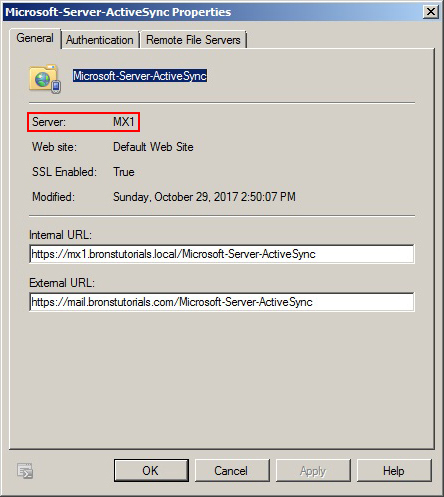 Microsoft-Server-ActiveSync Properties
General Authentication Remote File Servers
Microsoft-Server-ActiveSync
Server: MX1
Web site: Default Web Site
SSL Enabled: True
Modified: Sunday, October 29, 2017 2:50:07 PM
Internal URL:
https://mx1.bronstutorials.local/Microsoft-Server-ActiveSync
External URL:
https://mail.bronstutorials.com/Microsoft-Server-ActiveSync
OK Cancel Apply Help